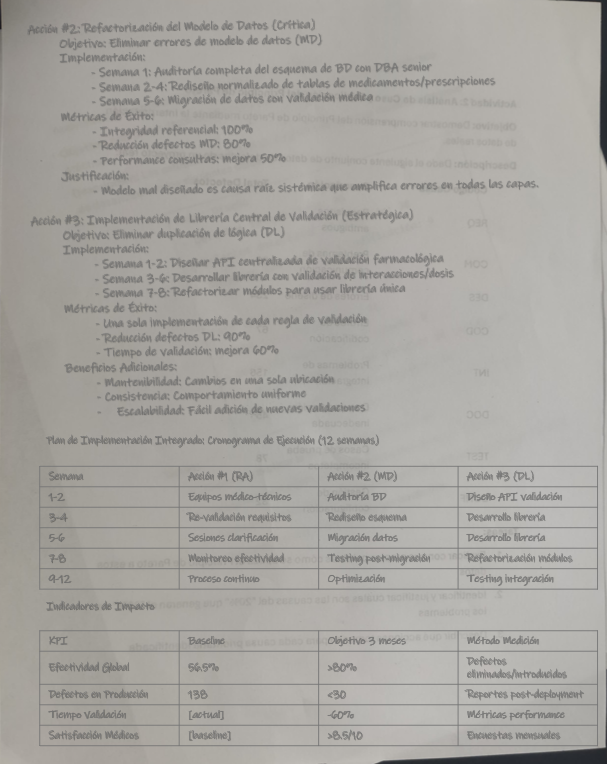 Acción #2: Refactorización del Modelo de Datos (Crítica)
Objetivo: Eliminar errores de modelo de datos (MD)
Implementación:
- Semana 1: Auditoría completa del esquema de BD con DBA senior
- Semana 2-4: Rediseño normalizado de tablas de medicamentos/prescripciones
- Semana 5-6: Migración de datos con validación médica
Métricas de Éxito:
- Integridad referencial: 100%
- Reducción defectos MD: 80%
- Performance consultas: mejora 50%
Justificación:
- Modelo mal diseñado es causa raíz sistémica que amplifica errores en todas las capas.
Acción #3: Implementación de Librería Central de Validación (Estratégica)
Objetivo: Eliminar duplicación de lógica (DL)
Implementación:
- Semana 1-2: Diseñar API centralizada de validación farmacológica
- Semana 3-6: Desarrollar librería con validación de interacciones/dosis
- Semana 7-8: Refactorizar módulos para usar librería única
Métricas de Éxito:
- Una sola implementación de cada regla de validación
- Reducción defectos DL: 90%
- Tiempo de validación: mejora 60%
Beneficios Adicionales:
- Mantenibilidad: Cambios en una sola ubicación
- Consistencia: Comportamiento uniforme
- Escalabilidad: Fácil adición de nuevas validaciones
Plan de Implementación Integrado: Cronograma de Ejecución (12 semanas)
Semana Acción #1 (RA) Acción #2 (MD) Acción #3 (DL)
1-2 Equipos médico-técnicos Auditoría BD Diseño API validación
3-4 Re-validación requisitos Rediseño esquema Desarrollo librería
5-6 Sesiones clarificación Migración datos Desarrollo librería
7-8 Monitoreo efectividad Testing post-migración Refactorización módulos
9-12 Proceso continuo Optimización Testing integración
Indicadores de Impacto
KPI Baseline Objetivo 3 meses Método Medición
Efectividad Global 56.5% >80% Defectos
eliminados/introducidos
Defectos en Producción 138 <30 Reportes post-deployment
Tiempo Validación [actual] -60% Métricas performance
Satisfacción Médicos [baseline] >8.5/10 Encuestas mensuales